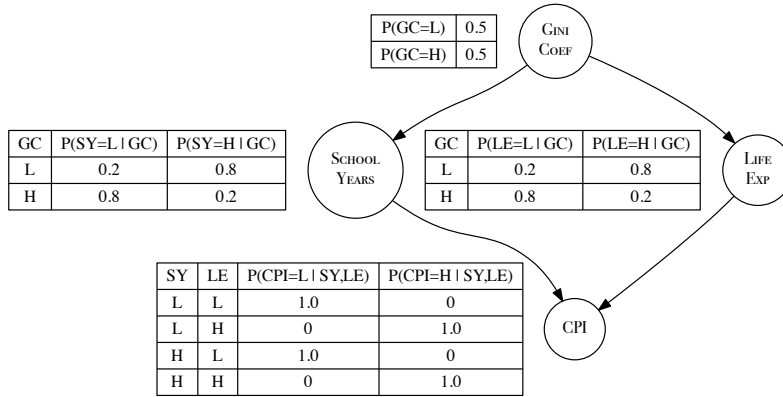 P(GC=L) 0.5
P(GC=H) 0.5
GINI
COEF
GC P(SY=L | GC) P(SY=H | GC)
L 0.2 0.8
H 0.8 0.2
SCHOOL
YEARS
GC P(LE=L | GC) P(LE=H | GC)
L 0.2 0.8
H 0.8 0.2
LIFE
EXP
SY LE P(CPI=L | SY,LE) P(CPI=H | SY,LE)
L L 1.0 0
L H 0 1.0
H L 1.0 0
H H 0 1.0
CPI